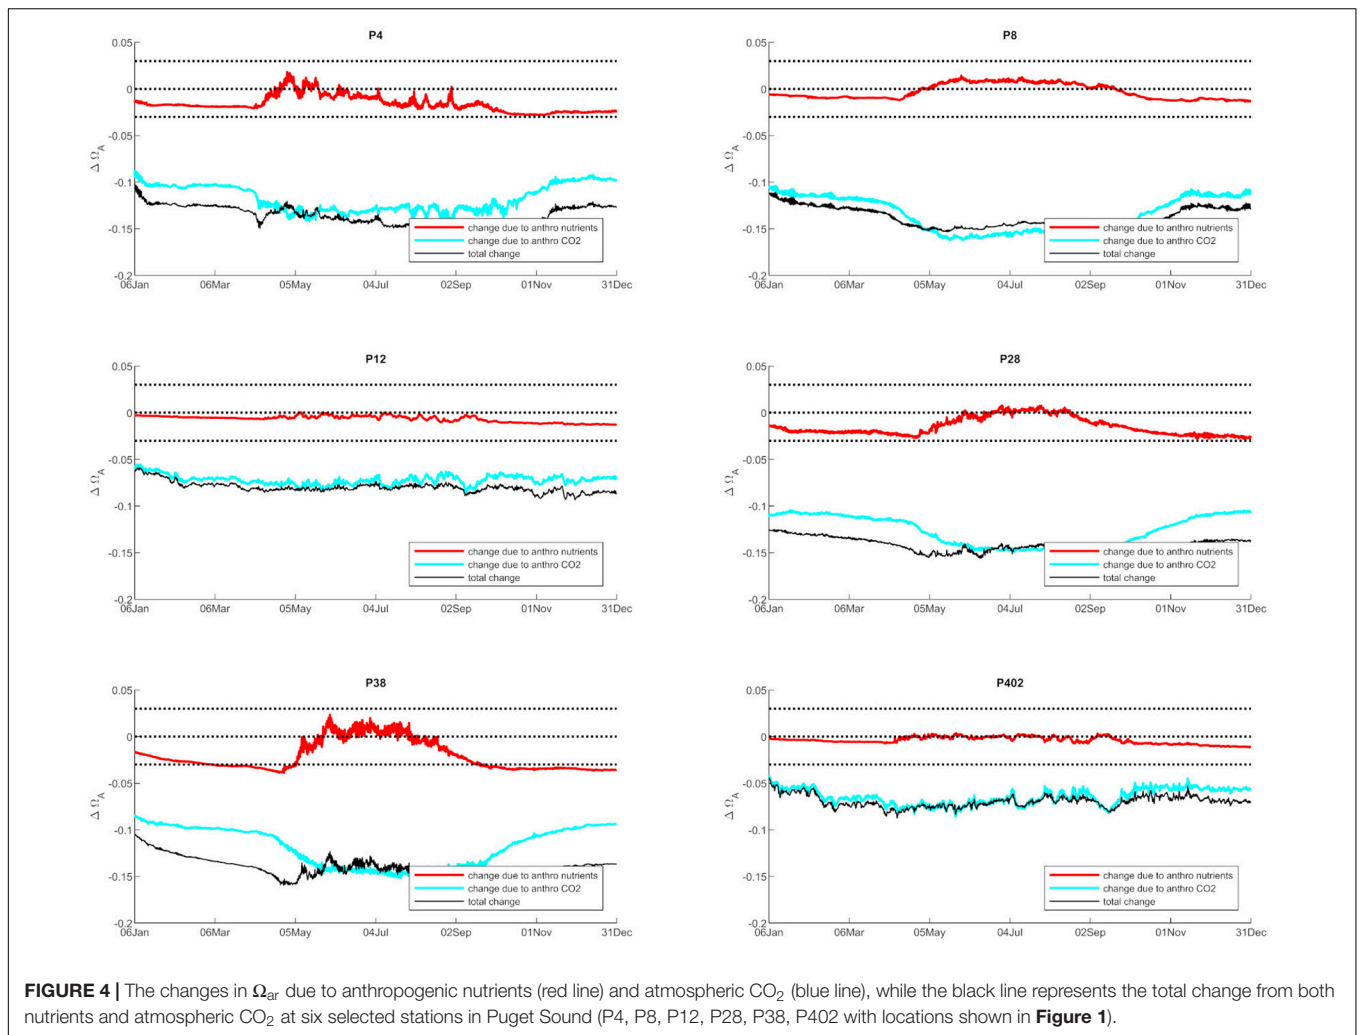 P4
0.05
0
-0.05
-0.1
-0.15
-0.2
Δ Ω_A
change due to anthro nutrients
change due to anthro CO2
total change
06Jan 06Mar 05May 04Jul 02Sep 01Nov 31Dec
P8
0.05
0
-0.05
-0.1
-0.15
-0.2
Δ Ω_A
change due to anthro nutrients
change due to anthro CO2
total change
06Jan 06Mar 05May 04Jul 02Sep 01Nov 31Dec
P12
0.05
0
-0.05
-0.1
-0.15
-0.2
Δ Ω_A
change due to anthro nutrients
change due to anthro CO2
total change
06Jan 06Mar 05May 04Jul 02Sep 01Nov 31Dec
P28
0.05
0
-0.05
-0.1
-0.15
-0.2
Δ Ω_A
change due to anthro nutrients
change due to anthro CO2
total change
06Jan 06Mar 05May 04Jul 02Sep 01Nov 31Dec
P38
0.05
0
-0.05
-0.1
-0.15
-0.2
Δ Ω_A
change due to anthro nutrients
change due to anthro CO2
total change
06Jan 06Mar 05May 04Jul 02Sep 01Nov 31Dec
P402
0.05
0
-0.05
-0.1
-0.15
-0.2
Δ Ω_A
change due to anthro nutrients
change due to anthro CO2
total change
06Jan 06Mar 05May 04Jul 02Sep 01Nov 31Dec
FIGURE 4 | The changes in Ω_ar due to anthropogenic nutrients (red line) and atmospheric CO₂ (blue line), while the black line represents the total change from both
nutrients and atmospheric CO₂ at six selected stations in Puget Sound (P4, P8, P12, P28, P38, P402 with locations shown in Figure 1).